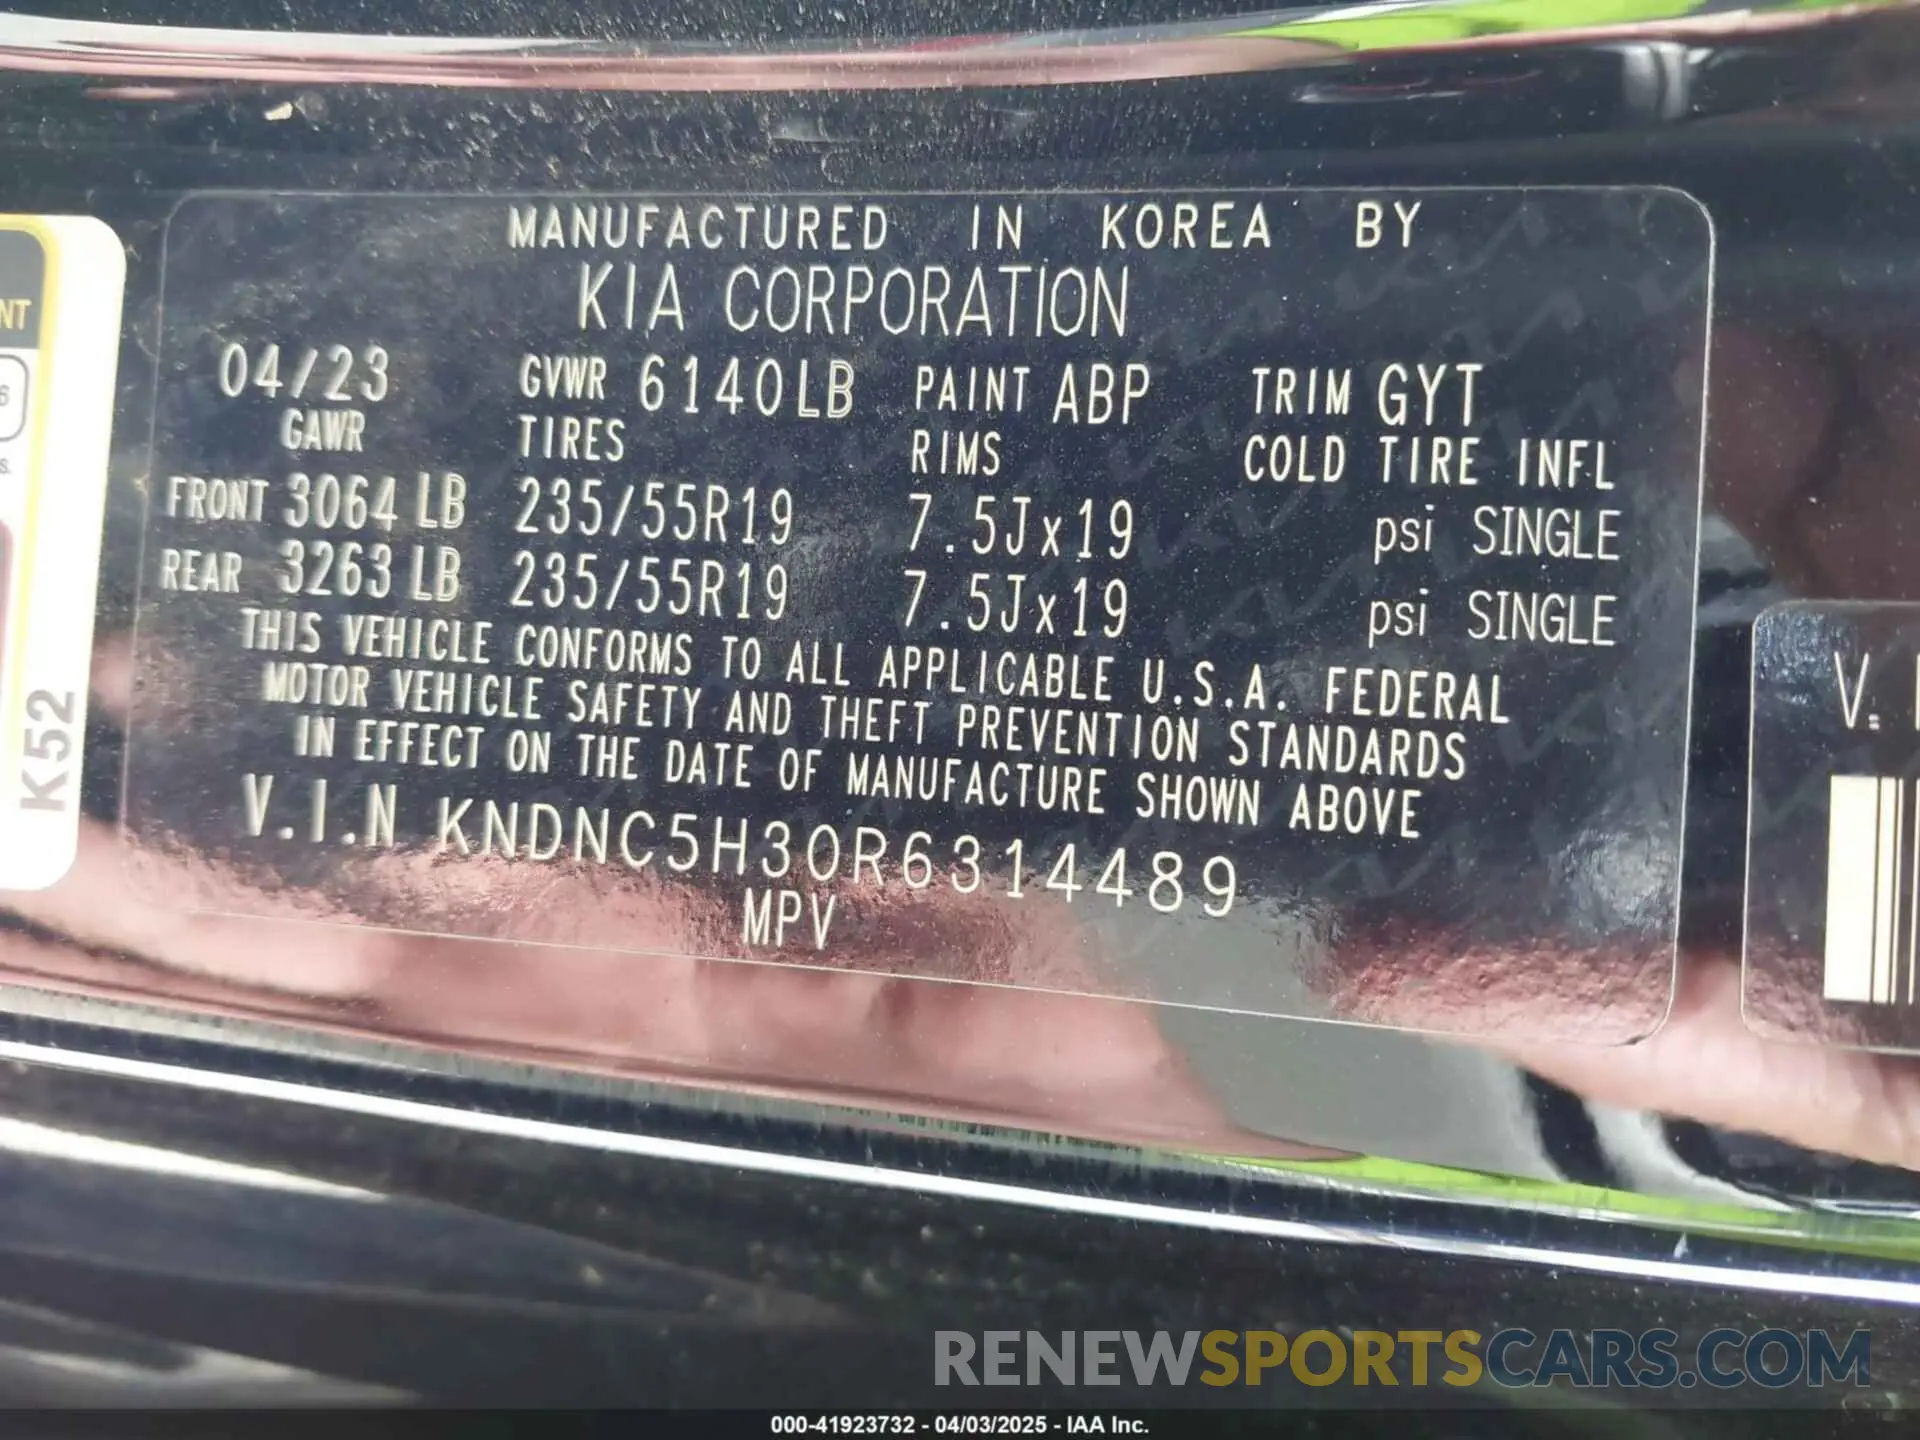 MANUFACTURED IN KOREA BY
KIA CORPORATION
04/23 GVWR 6140LB PAINT ABP TRIM GYT
GAWR TIRES RIMS COLD TIRE INFL
FRONT 3064 LB 235/55R19 7.5Jx19 psi SINGLE
REAR 3263 LB 235/55R19 7.5Jx19 psi SINGLE
THIS VEHICLE CONFORMS TO ALL APPLICABLE U.S.A. FEDERAL
MOTOR VEHICLE SAFETY AND THEFT PREVENTION STANDARDS
IN EFFECT ON THE DATE OF MANUFACTURE SHOWN ABOVE
V.I.N KNDNC5H30R6314489
MPV
NT
6
S.
K52
V.
RENEWSPORTSCARS.COM
000-41923732 - 04/03/2025 - IAA Inc.